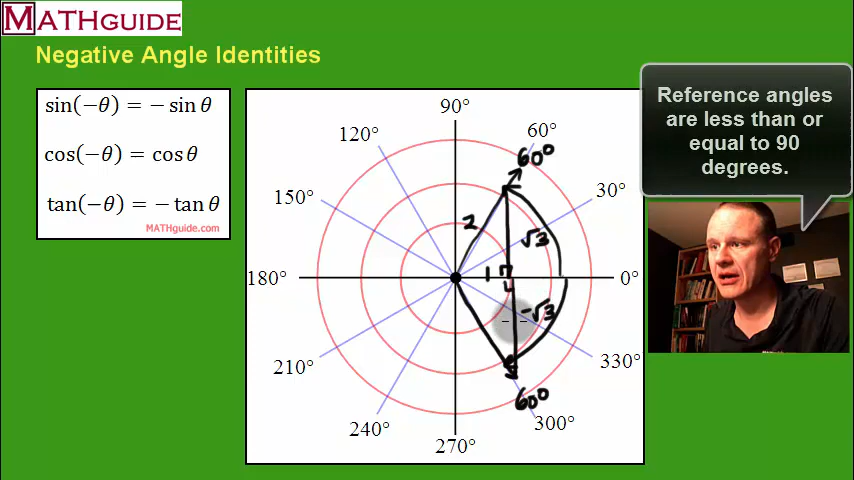 MATHGUIDE
Negative Angle Identities
sin(−θ) = − sin θ
cos(−θ) = cos θ
tan(−θ) = − tan θ
MATHguide.com
90°
120°
60°
60°
150°
30°
2
√3
180°
1
0°
-√3
210°
330°
60°
240°
300°
270°
Reference angles
are less than or
equal to 90
degrees.